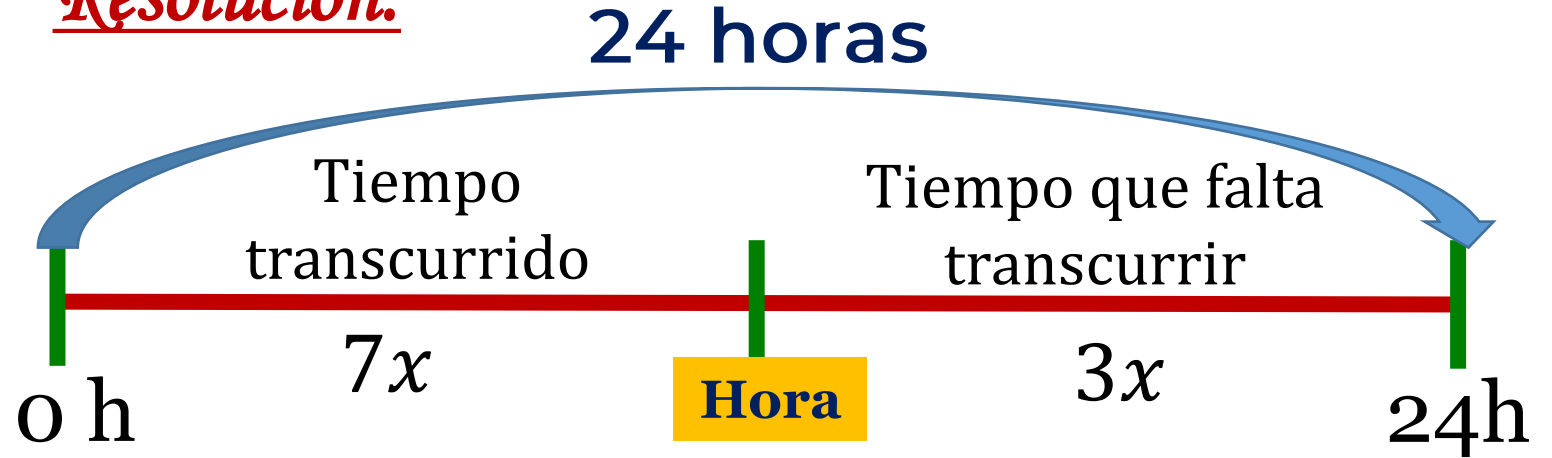 Resolución:
24 horas
Tiempo
transcurrido
Tiempo que falta
transcurrir
7x
3x
Hora
0 h
24h